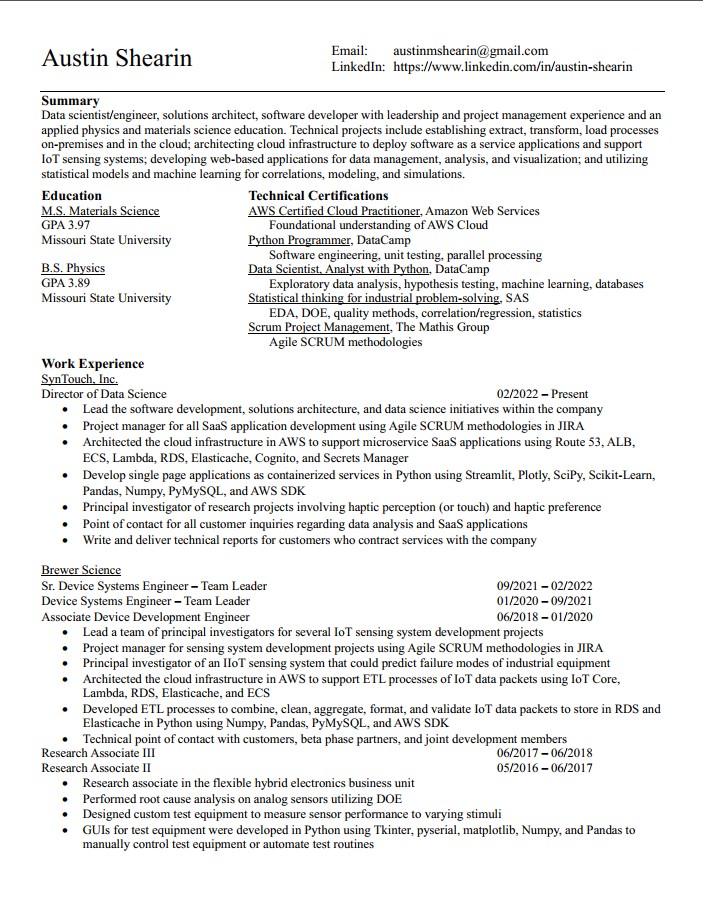 Austin Shearin
Email: austinmshearin@gmail.com
LinkedIn: https://www.linkedin.com/in/austin-shearin
Summary
Data scientist/engineer, solutions architect, software developer with leadership and project management experience and an
applied physics and materials science education. Technical projects include establishing extract, transform, load processes
on-premises and in the cloud; architecting cloud infrastructure to deploy software as a service applications and support
IoT sensing systems; developing web-based applications for data management, analysis, and visualization; and utilizing
statistical models and machine learning for correlations, modeling, and simulations.
Education
M.S. Materials Science
GPA 3.97
Missouri State University
B.S. Physics
GPA 3.89
Missouri State University
Technical Certifications
AWS Certified Cloud Practitioner, Amazon Web Services
Foundational understanding of AWS Cloud
Python Programmer, DataCamp
Software engineering, unit testing, parallel processing
Data Scientist, Analyst with Python, DataCamp
Exploratory data analysis, hypothesis testing, machine learning, databases
Statistical thinking for industrial problem-solving, SAS
EDA, DOE, quality methods, correlation/regression, statistics
Scrum Project Management, The Mathis Group
Agile SCRUM methodologies
Work Experience
SynTouch, Inc.
Director of Data Science 02/2022 – Present
• Lead the software development, solutions architecture, and data science initiatives within the company
• Project manager for all SaaS application development using Agile SCRUM methodologies in JIRA
• Architected the cloud infrastructure in AWS to support microservice SaaS applications using Route 53, ALB,
ECS, Lambda, RDS, Elasticache, Cognito, and Secrets Manager
• Develop single page applications as containerized services in Python using Streamlit, Plotly, SciPy, Scikit-Learn,
Pandas, Numpy, PyMySQL, and AWS SDK
• Principal investigator of research projects involving haptic perception (or touch) and haptic preference
• Point of contact for all customer inquiries regarding data analysis and SaaS applications
• Write and deliver technical reports for customers who contract services with the company
Brewer Science
Sr. Device Systems Engineer – Team Leader 09/2021 – 02/2022
Device Systems Engineer – Team Leader 01/2020 – 09/2021
Associate Device Development Engineer 06/2018 – 01/2020
• Lead a team of principal investigators for several IoT sensing system development projects
• Project manager for sensing system development projects using Agile SCRUM methodologies in JIRA
• Principal investigator of an IIoT sensing system that could predict failure modes of industrial equipment
• Architected the cloud infrastructure in AWS to support ETL processes of IoT data packets using IoT Core,
Lambda, RDS, Elasticache, and ECS
• Developed ETL processes to combine, clean, aggregate, format, and validate IoT data packets to store in RDS and
Elasticache in Python using Numpy, Pandas, PyMySQL, and AWS SDK
• Technical point of contact with customers, beta phase partners, and joint development members
Research Associate III 06/2017 – 06/2018
Research Associate II 05/2016 – 06/2017
• Research associate in the flexible hybrid electronics business unit
• Performed root cause analysis on analog sensors utilizing DOE
• Designed custom test equipment to measure sensor performance to varying stimuli
• GUIs for test equipment were developed in Python using Tkinter, pyserial, matplotlib, Numpy, and Pandas to
manually control test equipment or automate test routines